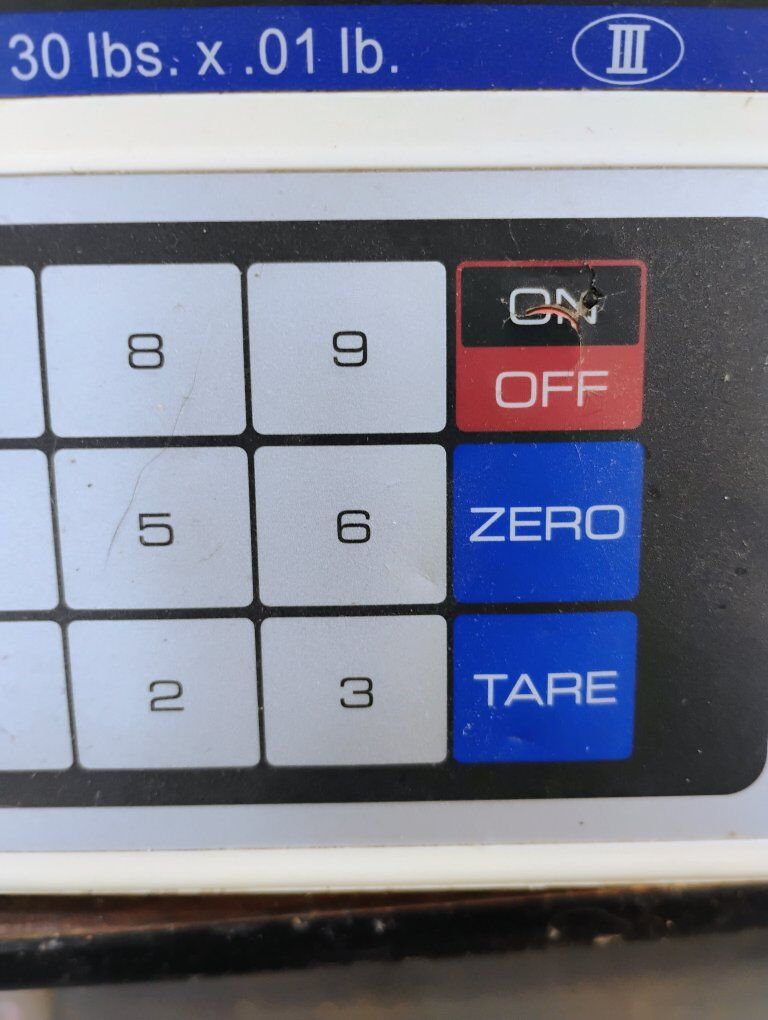 30 lbs. x .01 lb. III
8 9 ON
OFF
5 6 ZERO
2 3 TARE